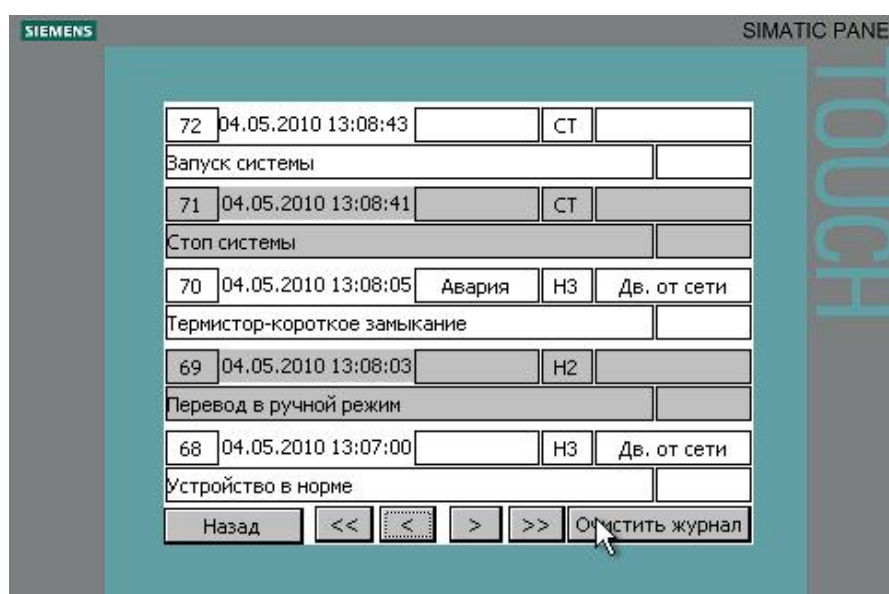 SIEMENS
SIMATIC PANE
TOUCH
72 04.05.2010 13:08:43 СТ
Запуск системы
71 04.05.2010 13:08:41 СТ
Стоп системы
70 04.05.2010 13:08:05 Авария Н3 Дв. от сети
Термистор-короткое замыкание
69 04.05.2010 13:08:03 Н2
Перевод в ручной режим
68 04.05.2010 13:07:00 Н3 Дв. от сети
Устройство в норме
Назад << < > >> Очистить журнал